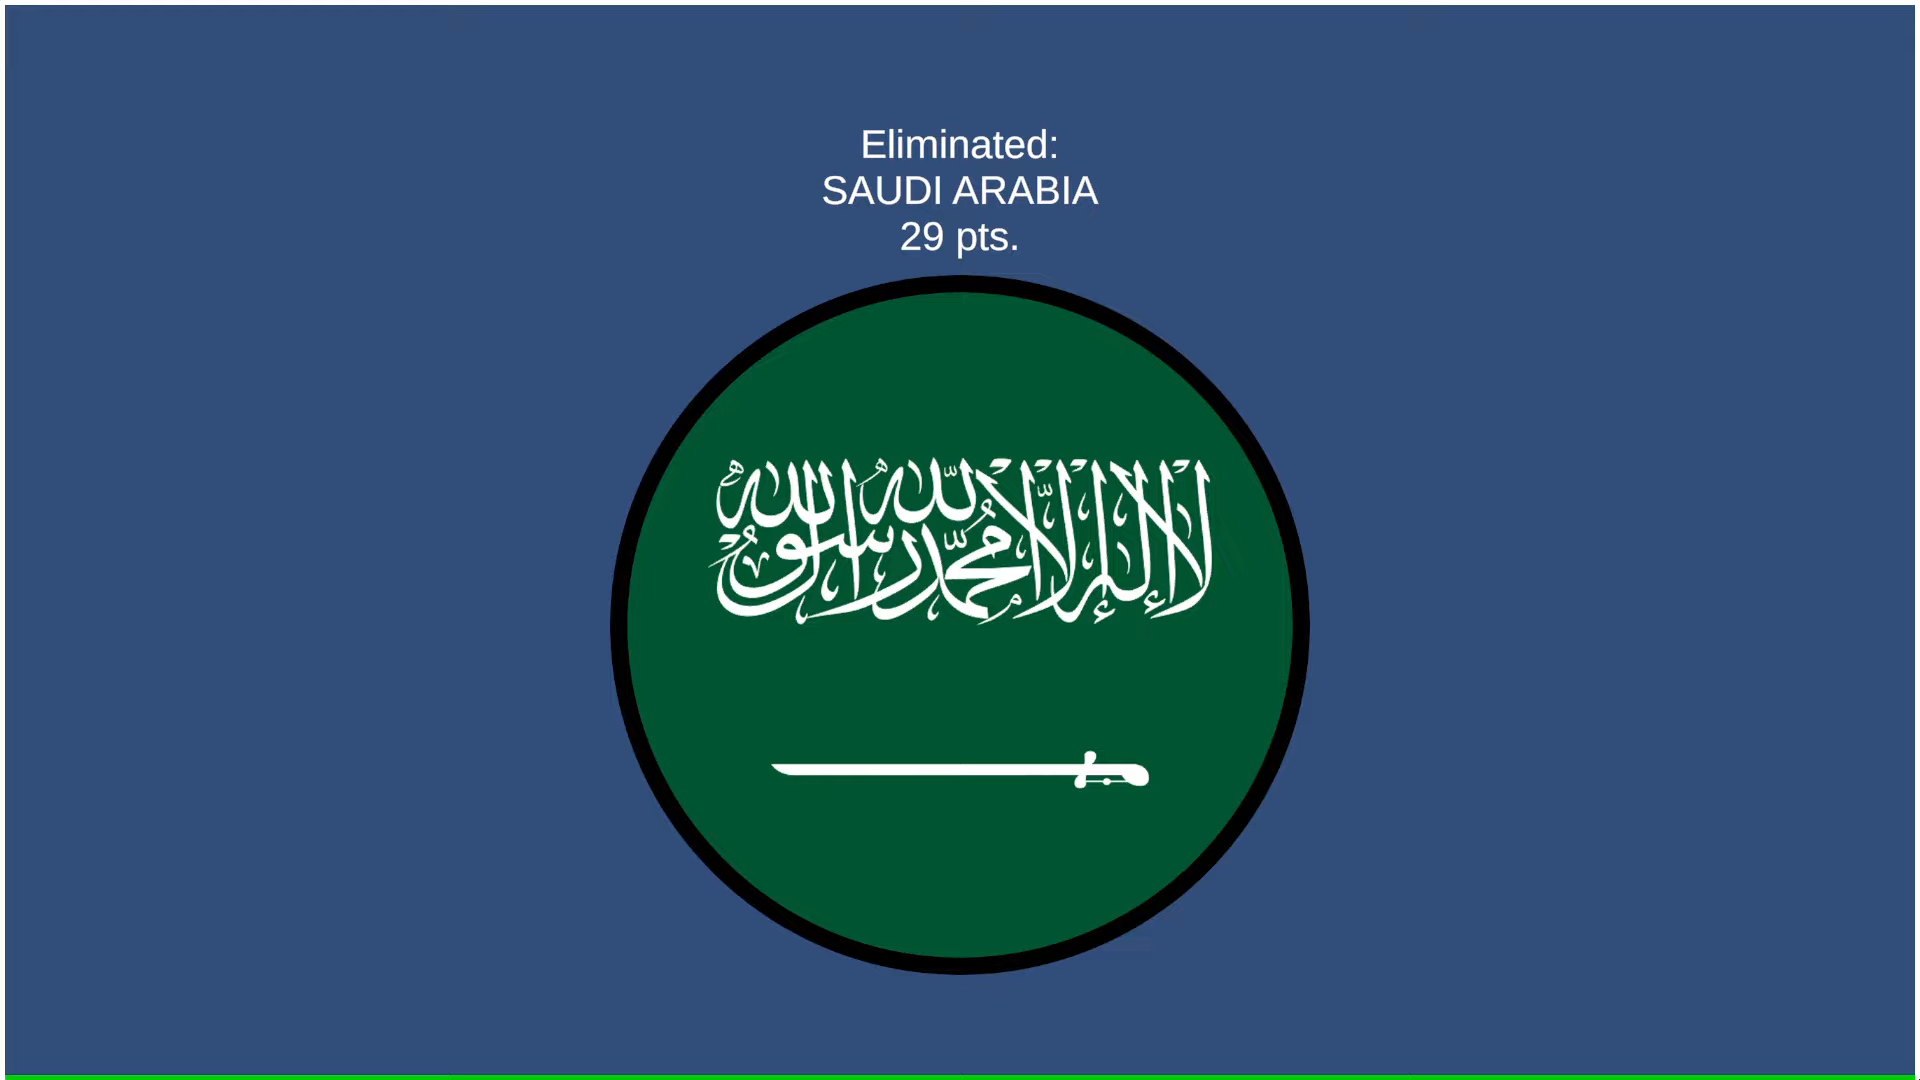 Eliminated:
SAUDI ARABIA
29 pts.
لا إله إلا الله محمد رسول الله